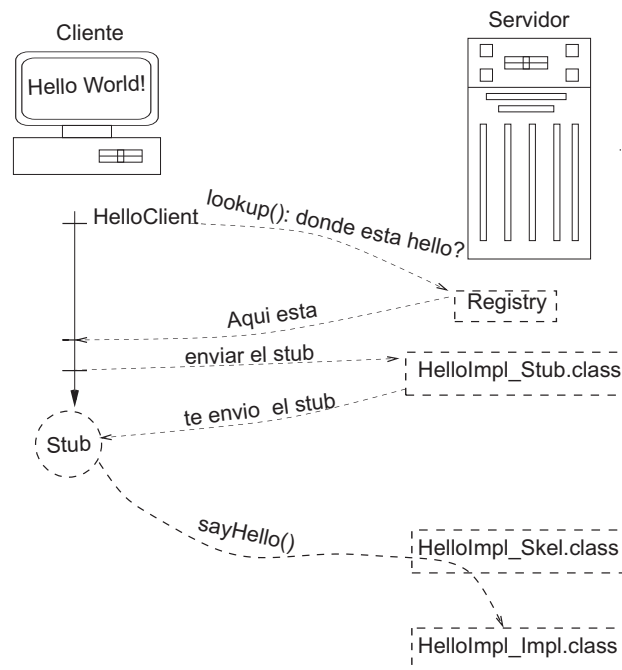 Cliente
Servidor
Hello World!
HelloClient
lookup(): donde esta hello?
Registry
Aqui esta
enviar el stub
HelloImpl_Stub.class
te envio el stub
Stub
sayHello()
HelloImpl_Skel.class
HelloImpl_Impl.class